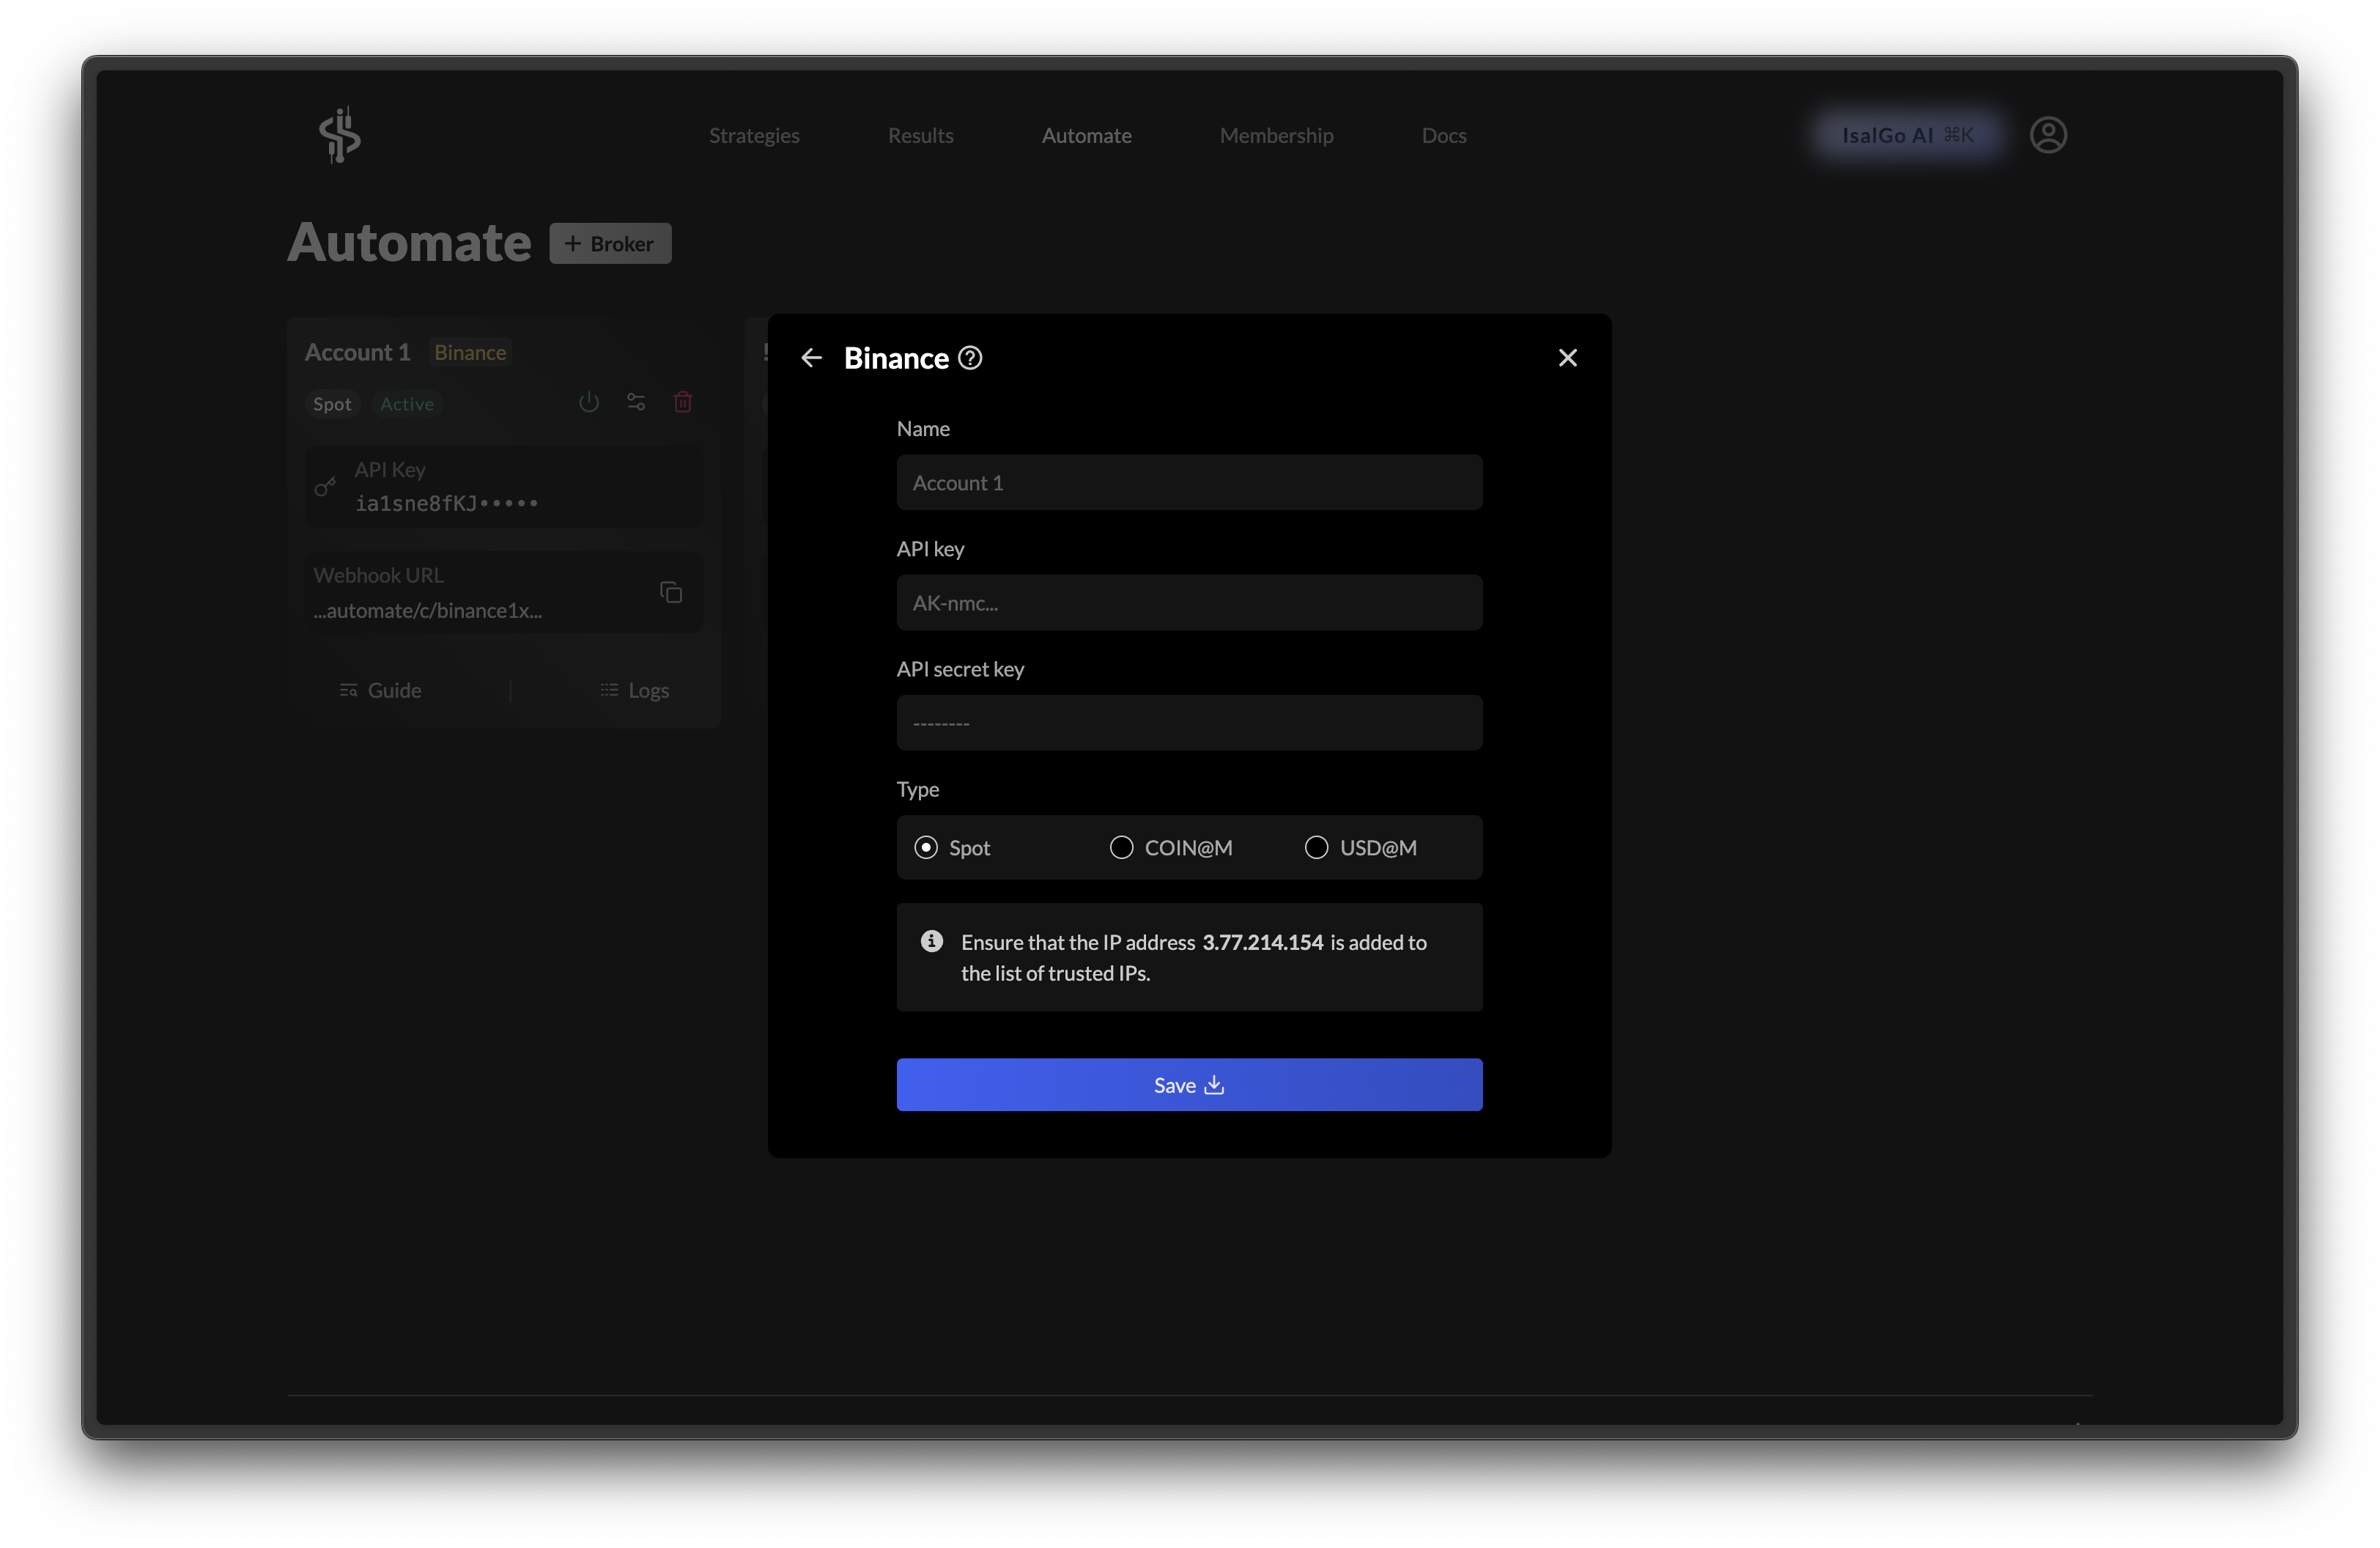 Strategies
Results
Automate
Membership
Docs
IsalGo AI ⌘K
Automate
+ Broker
Account 1
Binance
Spot
Active
API Key
ia1sne8fKJ•••••
Webhook URL
...automate/c/binance1x...
Guide
Logs
Binance
Name
Account 1
API key
AK-nmc...
API secret key
--------
Type
Spot
COIN@M
USD@M
Ensure that the IP address 3.77.214.154 is added to
the list of trusted IPs.
Save